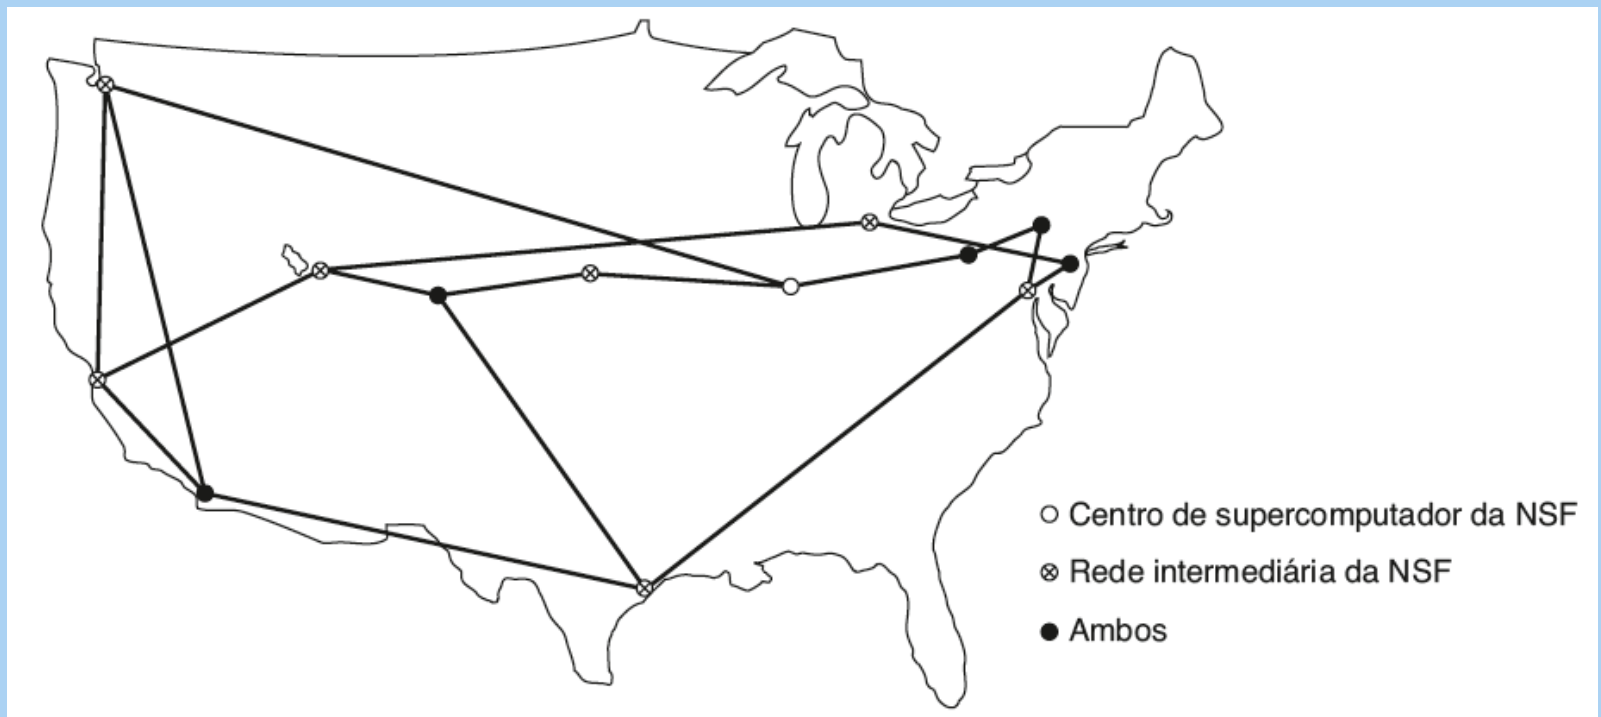 Centro de supercomputador da NSF
Rede intermediária da NSF
Ambos